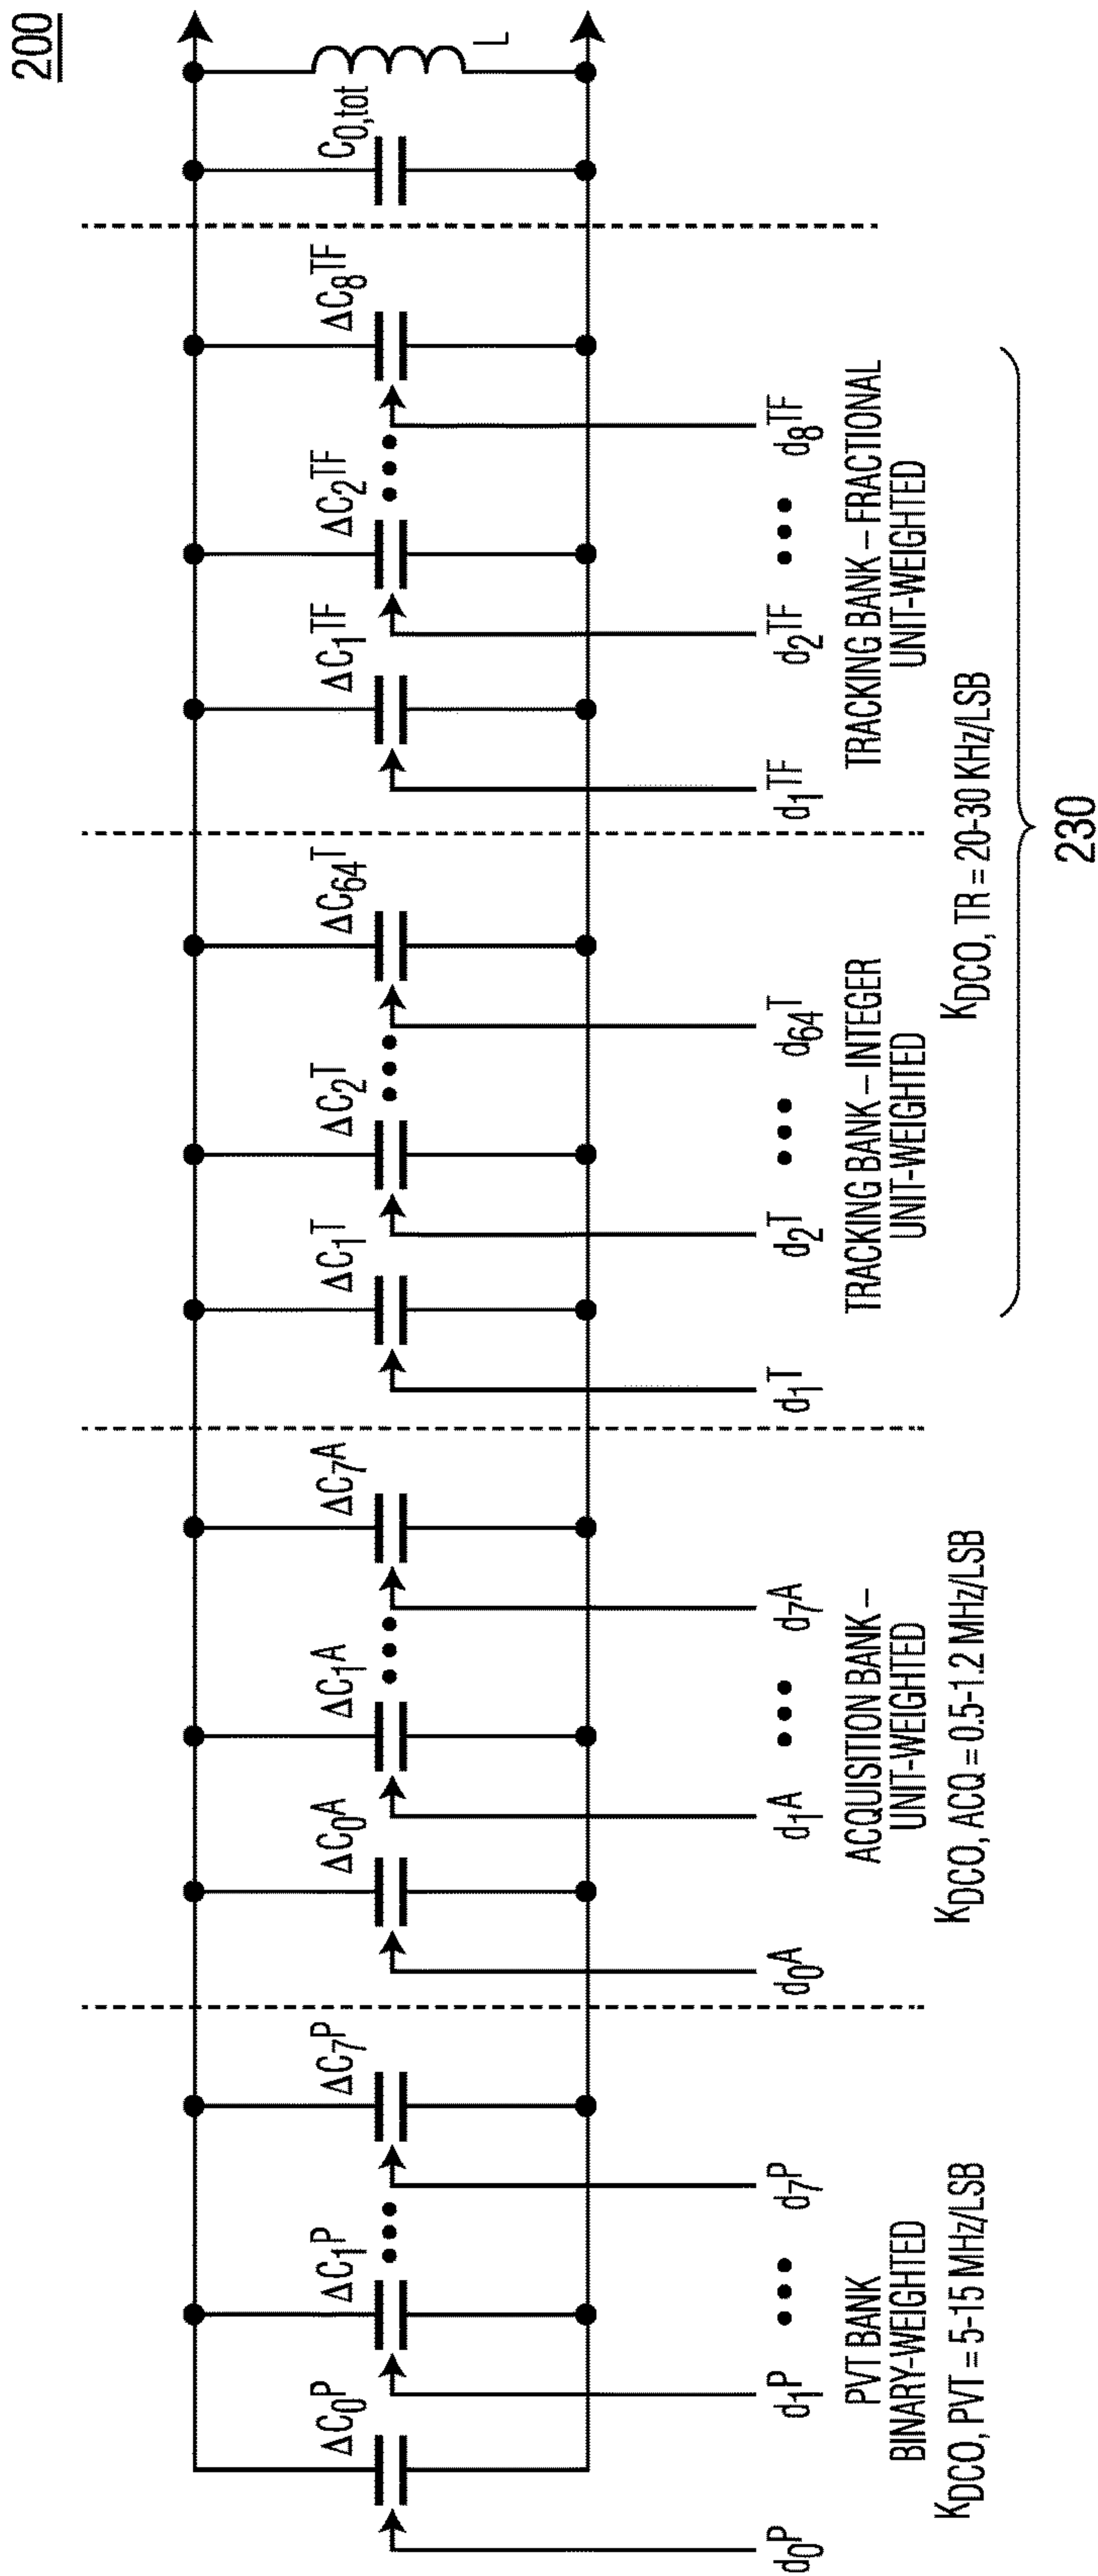 200
ΔC₀ᴾ ΔC₁ᴾ ΔC₇ᴾ ΔC₀ᴬ ΔC₁ᴬ ΔC₇ᴬ ΔC₁ᵀ ΔC₂ᵀ ΔC₆₄ᵀ ΔC₁ᵀꟳ ΔC₂ᵀꟳ ΔC₈ᵀꟳ C₀,tot L
d₀ᴾ d₁ᴾ ••• d₇ᴾ d₀ᴬ d₁ᴬ ••• d₇ᴬ d₁ᵀ d₂ᵀ ••• d₆₄ᵀ d₁ᵀꟳ d₂ᵀꟳ ••• d₈ᵀꟳ
PVT BANK
BINARY-WEIGHTED
K_DCO, PVT = 5-15 MHz/LSB
ACQUISITION BANK –
UNIT-WEIGHTED
K_DCO, ACQ = 0.5-1.2 MHz/LSB
TRACKING BANK – INTEGER
UNIT-WEIGHTED
TRACKING BANK – FRACTIONAL
UNIT-WEIGHTED
K_DCO, TR = 20-30 KHz/LSB
230